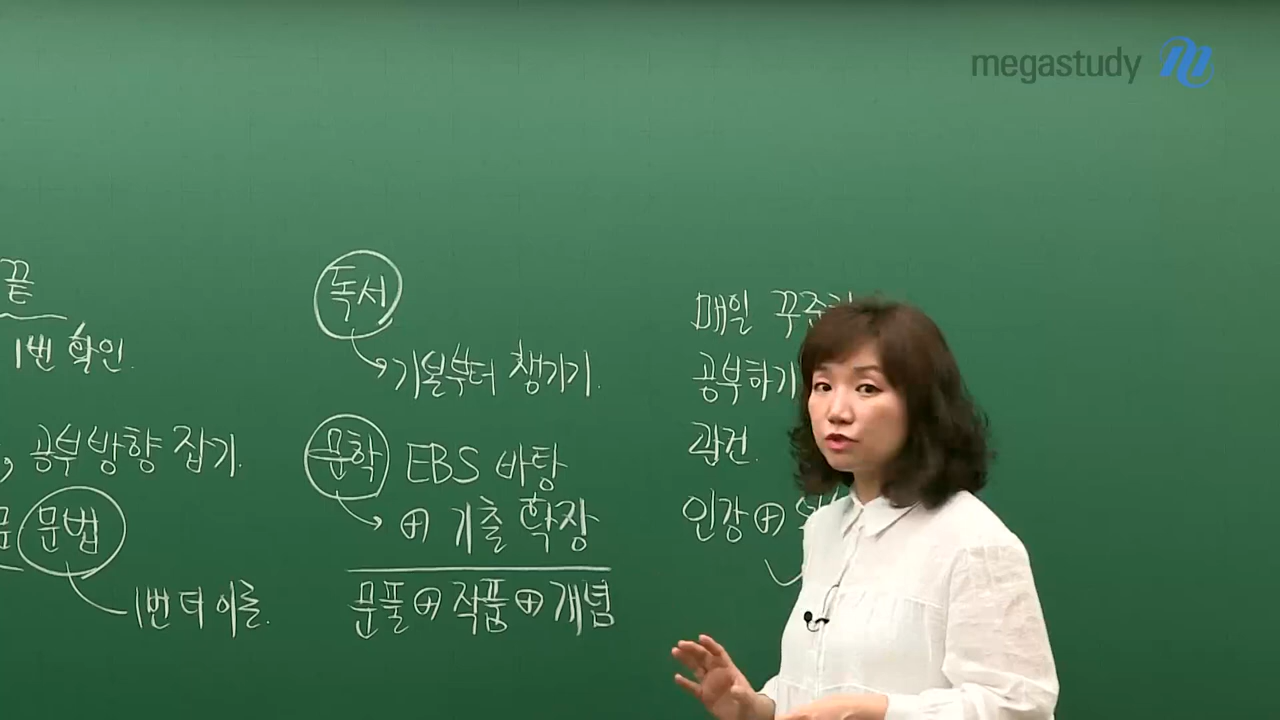 megastudy
끝
1번 확인.
, 공부 방향 잡기.
문법
1번 더 이론.
독서
기본부터 챙기기.
문학 EBS 바탕
⊕ 기출 확장
문풀 ⊕ 작품 ⊕ 개념
매일 꾸준히
공부하기
관건.
인강 ⊕